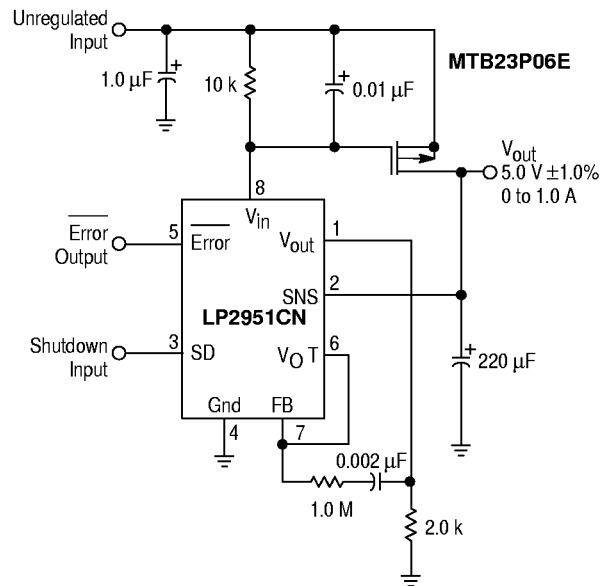 Unregulated
Input
MTB23P06E
1.0 µF
+
10 k
+
0.01 µF
Vout
5.0 V ±1.0%
0 to 1.0 A
8
Vin
Error
Output
5
Error
Vout
1
SNS
2
LP2951CN
Shutdown
Input
3
SD
VO T
6
+
220 µF
Gnd
FB
4
7
0.002 µF
1.0 M
2.0 k